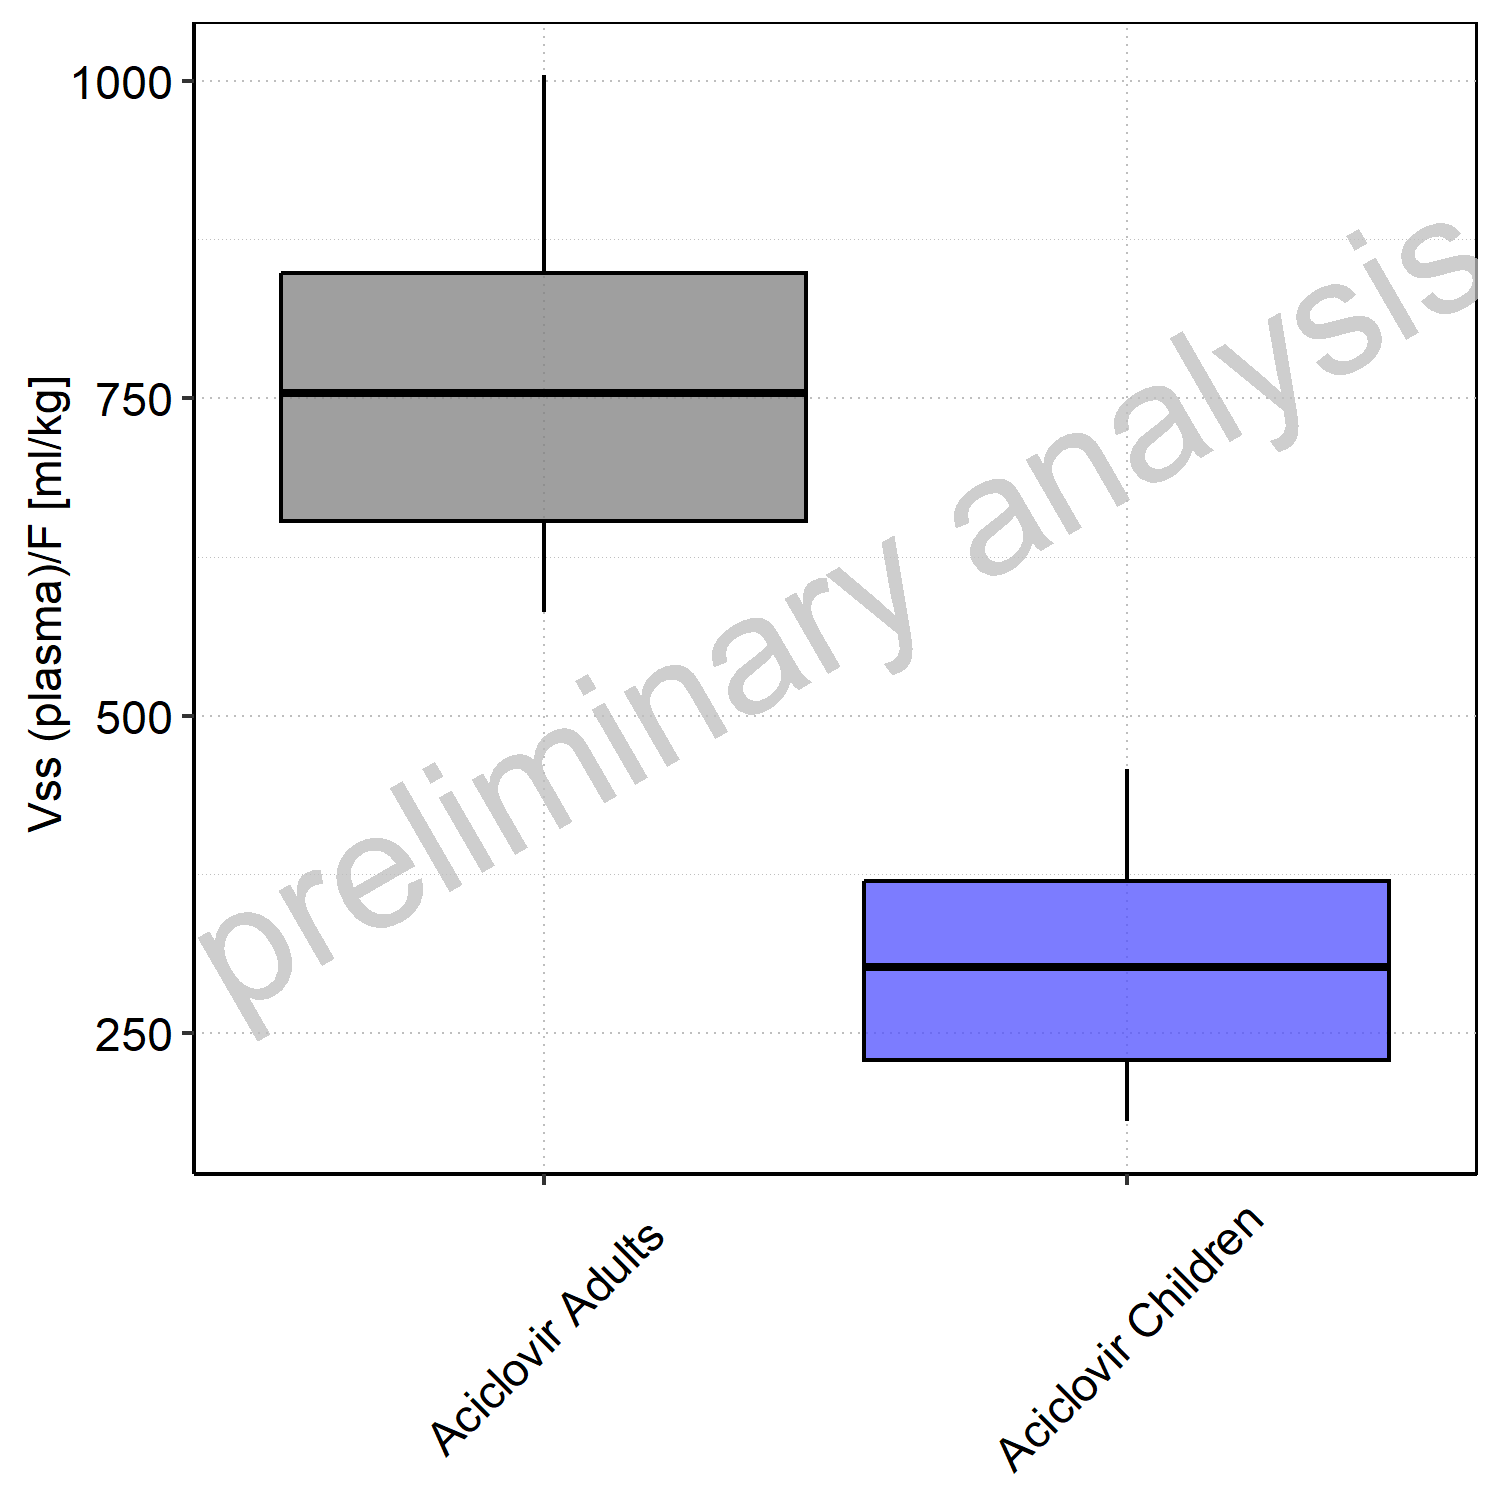 1000
750
500
250
Vss (plasma)/F [ml/kg]
preliminary analysis
Aciclovir Adults
Aciclovir Children